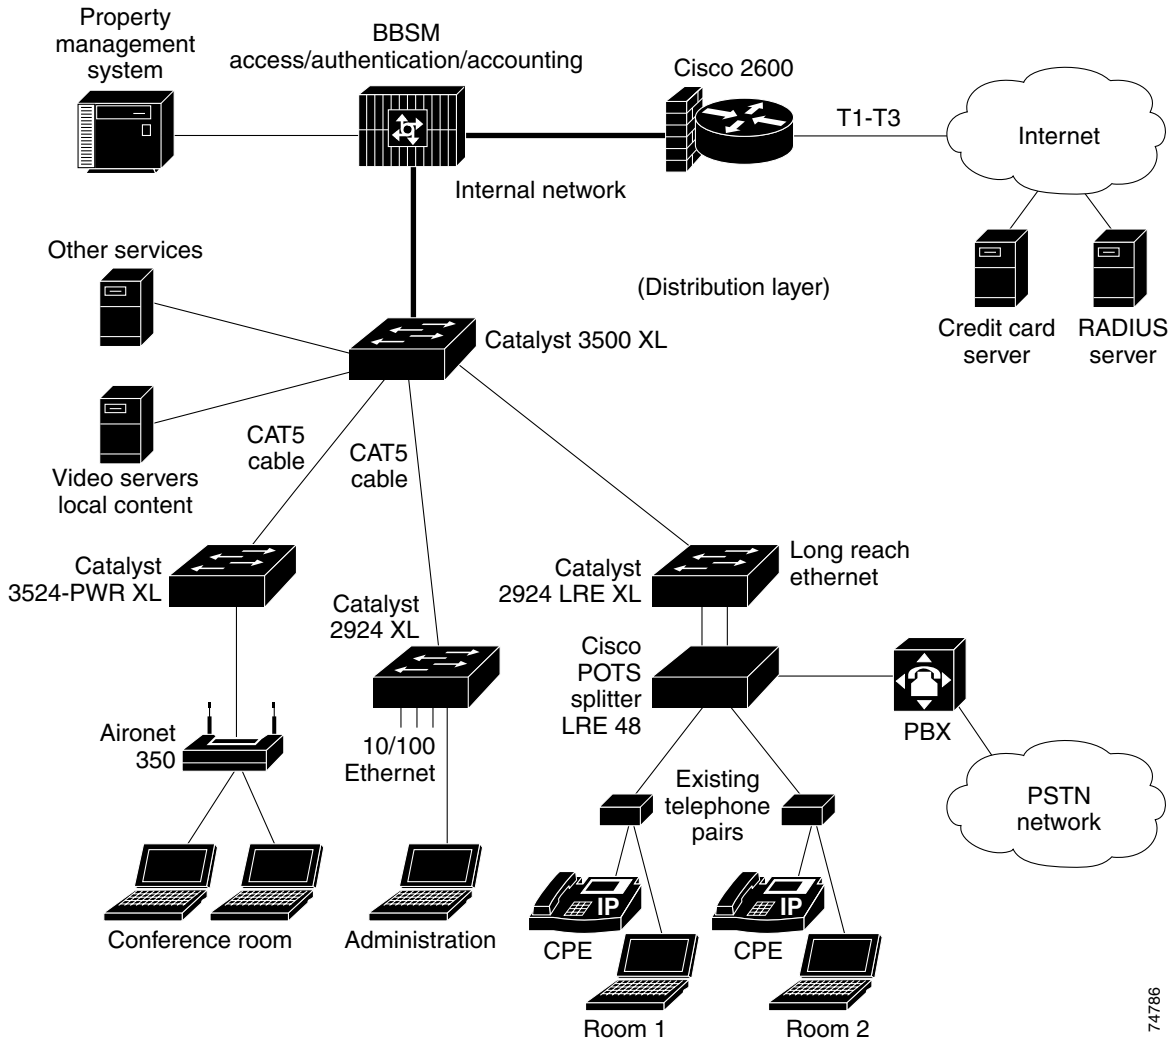 Property
management
system
BBSM
access/authentication/accounting
Cisco 2600
T1-T3
Internet
Internal network
Other services
(Distribution layer)
Catalyst 3500 XL
Credit card
server
RADIUS
server
Video servers
local content
CAT5
cable
CAT5
cable
Catalyst
3524-PWR XL
Catalyst
2924 XL
Catalyst
2924 LRE XL
Long reach
ethernet
Cisco
POTS
splitter
LRE 48
PBX
Aironet
350
10/100
Ethernet
Existing
telephone
pairs
PSTN
network
IP
IP
Conference room
Administration
CPE
CPE
Room 1
Room 2
74786